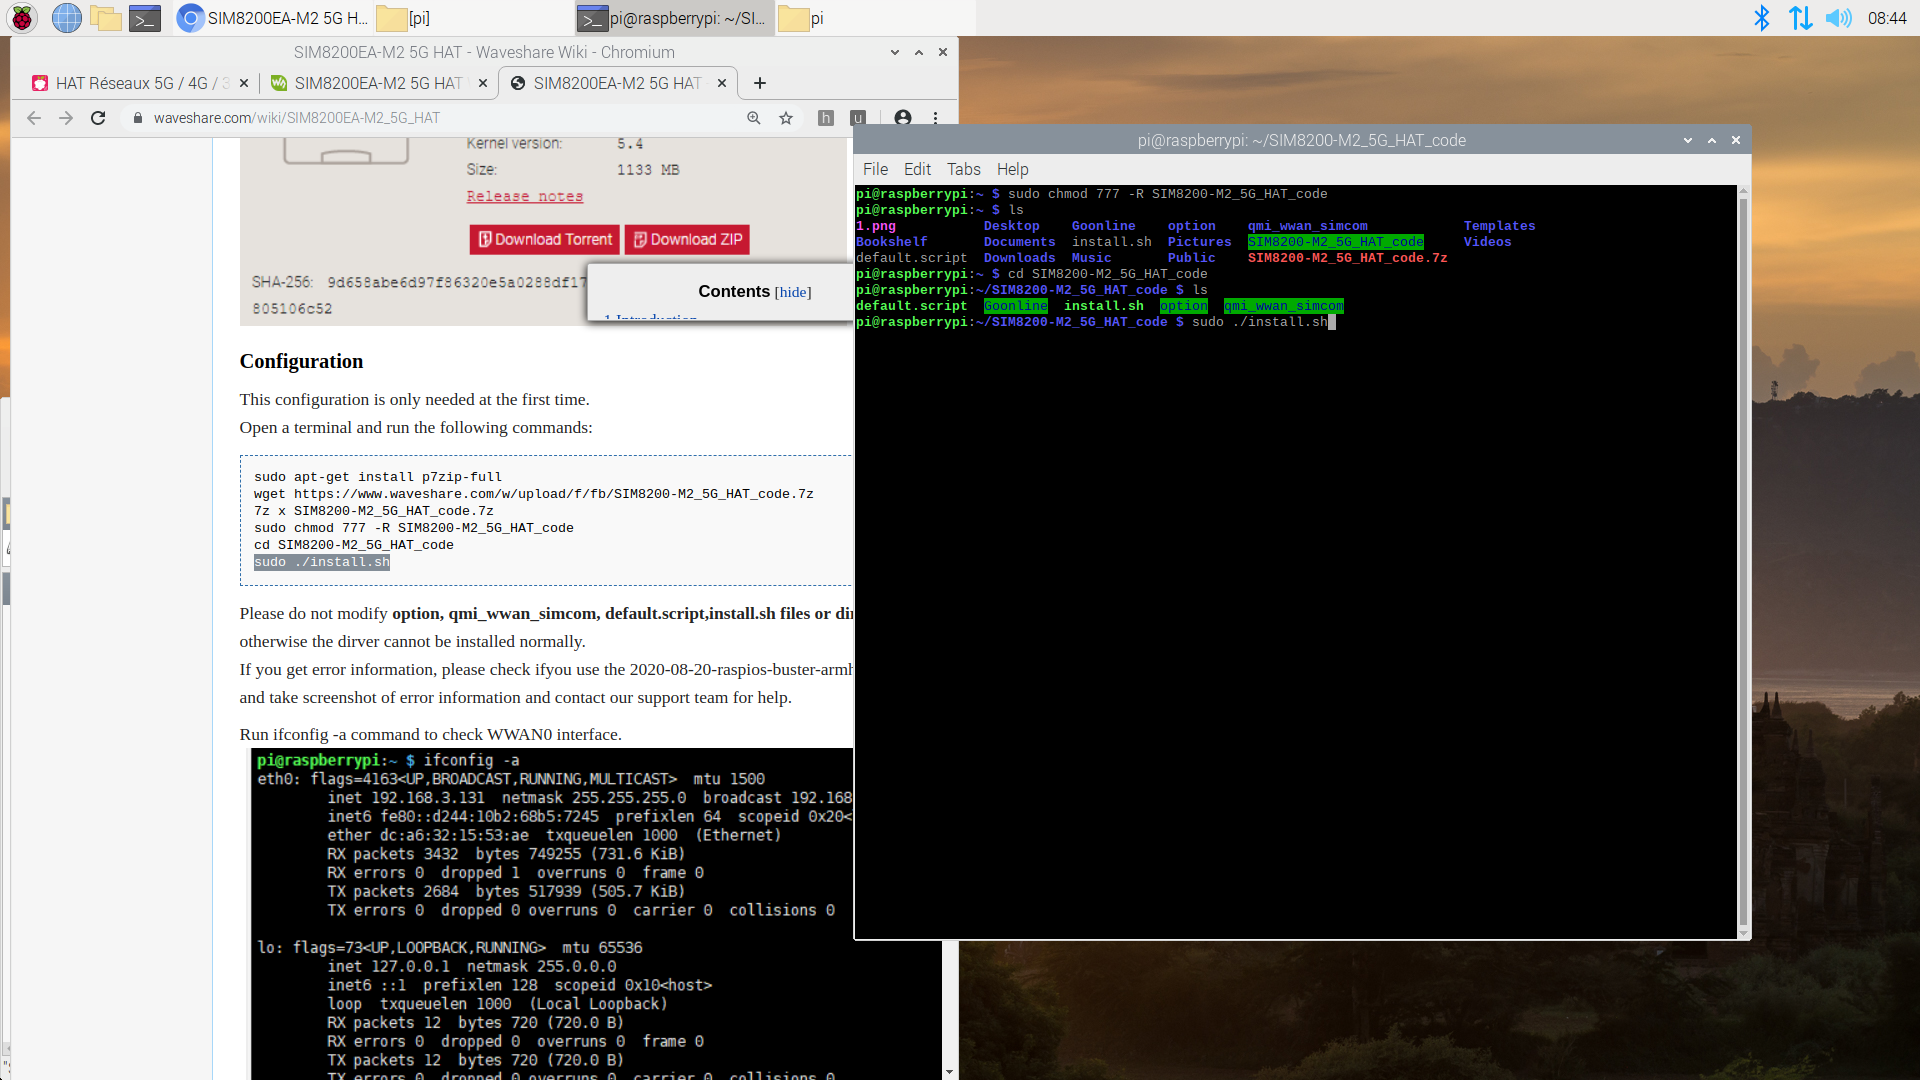 SIM8200EA-M2 5G H...
[pi]
pi@raspberrypi: ~/SI...
pi
08:44
SIM8200EA-M2 5G HAT - Waveshare Wiki - Chromium
HAT Réseaux 5G / 4G / 3
SIM8200EA-M2 5G HAT
SIM8200EA-M2 5G HAT -
waveshare.com/wiki/SIM8200EA-M2_5G_HAT
h
u
Kernel version: 5.4
Size: 1133 MB
Release notes
Download Torrent
Download ZIP
SHA-256: 9d658abe6d97f86320e5a0288df17
805106c52
Contents [hide]
1 Introduction
Configuration
This configuration is only needed at the first time.
Open a terminal and run the following commands:
sudo apt-get install p7zip-full
wget https://www.waveshare.com/w/upload/f/fb/SIM8200-M2_5G_HAT_code.7z
7z x SIM8200-M2_5G_HAT_code.7z
sudo chmod 777 -R SIM8200-M2_5G_HAT_code
cd SIM8200-M2_5G_HAT_code
sudo ./install.sh
Please do not modify option, qmi_wwan_simcom, default.script,install.sh files or dir
otherwise the dirver cannot be installed normally.
If you get error information, please check ifyou use the 2020-08-20-raspios-buster-armh
and take screenshot of error information and contact our support team for help.
Run ifconfig -a command to check WWAN0 interface.
pi@raspberrypi:~ $ ifconfig -a
eth0: flags=4163<UP,BROADCAST,RUNNING,MULTICAST> mtu 1500
inet 192.168.3.131 netmask 255.255.255.0 broadcast 192.168
inet6 fe80::d244:10b2:68b5:7245 prefixlen 64 scopeid 0x20<
ether dc:a6:32:15:53:ae txqueuelen 1000 (Ethernet)
RX packets 3432 bytes 749255 (731.6 KiB)
RX errors 0 dropped 1 overruns 0 frame 0
TX packets 2684 bytes 517939 (505.7 KiB)
TX errors 0 dropped 0 overruns 0 carrier 0 collisions 0
lo: flags=73<UP,LOOPBACK,RUNNING> mtu 65536
inet 127.0.0.1 netmask 255.0.0.0
inet6 ::1 prefixlen 128 scopeid 0x10<host>
loop txqueuelen 1000 (Local Loopback)
RX packets 12 bytes 720 (720.0 B)
RX errors 0 dropped 0 overruns 0 frame 0
TX packets 12 bytes 720 (720.0 B)
TX errors 0 dropped 0 overruns 0 carrier 0 collisions 0
pi@raspberrypi: ~/SIM8200-M2_5G_HAT_code
File Edit Tabs Help
pi@raspberrypi:~ $ sudo chmod 777 -R SIM8200-M2_5G_HAT_code
pi@raspberrypi:~ $ ls
1.png Desktop Goonline option qmi_wwan_simcom Templates
Bookshelf Documents install.sh Pictures SIM8200-M2_5G_HAT_code Videos
default.script Downloads Music Public SIM8200-M2_5G_HAT_code.7z
pi@raspberrypi:~ $ cd SIM8200-M2_5G_HAT_code
pi@raspberrypi:~/SIM8200-M2_5G_HAT_code $ ls
default.script Goonline install.sh option qmi_wwan_simcom
pi@raspberrypi:~/SIM8200-M2_5G_HAT_code $ sudo ./install.sh